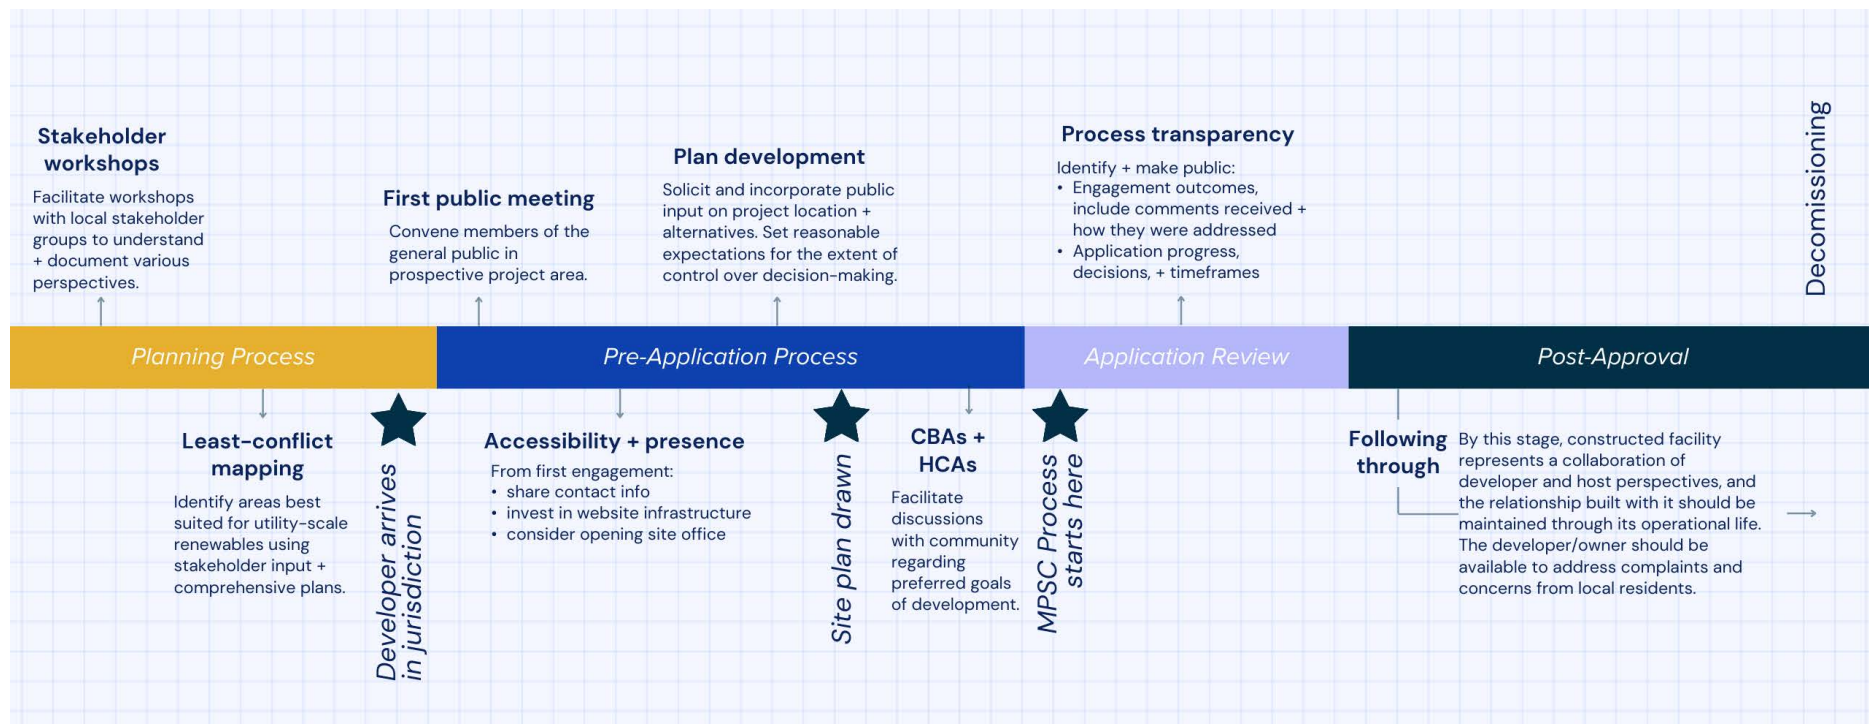 Stakeholder
workshops
Facilitate workshops
with local stakeholder
groups to understand
+ document various
perspectives.
First public meeting
Convene members of the
general public in
prospective project area.
Plan development
Solicit and incorporate public
input on project location +
alternatives. Set reasonable
expectations for the extent of
control over decision-making.
Process transparency
Identify + make public:
• Engagement outcomes,
include comments received +
how they were addressed
• Application progress,
decisions, + timeframes
Decomissioning
Planning Process
Pre-Application Process
Application Review
Post-Approval
Least-conflict
mapping
Identify areas best
suited for utility-scale
renewables using
stakeholder input +
comprehensive plans.
Developer arrives
in jurisdiction
Accessibility + presence
From first engagement:
• share contact info
• invest in website infrastructure
• consider opening site office
Site plan drawn
CBAs +
HCAs
Facilitate
discussions
with community
regarding
preferred goals
of development.
MPSC Process
starts here
Following
through
By this stage, constructed facility
represents a collaboration of
developer and host perspectives, and
the relationship built with it should be
maintained through its operational life.
The developer/owner should be
available to address complaints and
concerns from local residents.